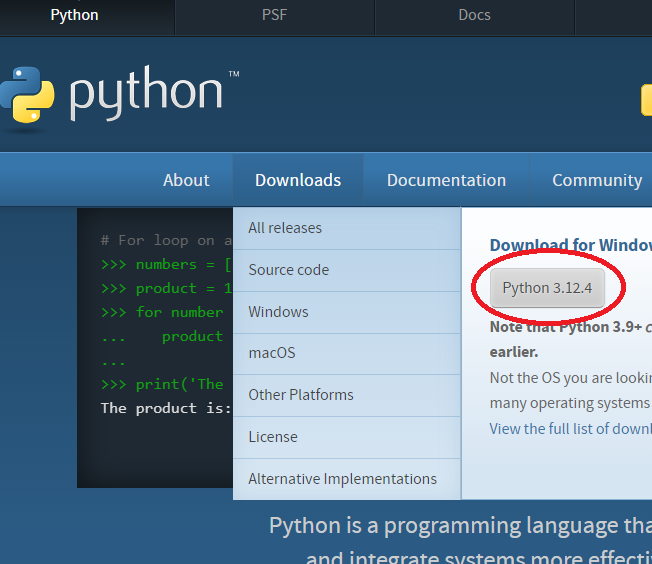 Python PSF Docs
python™
About Downloads Documentation Community
# For loop on a
>>> numbers = [
>>> product = 1
>>> for number
... product
...
>>> print('The
The product is:
All releases
Source code
Windows
macOS
Other Platforms
License
Alternative Implementations
Download for Windo
Python 3.12.4
Note that Python 3.9+ c
earlier.
Not the OS you are lookin
many operating systems
View the full list of downl
Python is a programming language tha
and integrate systems more effecti